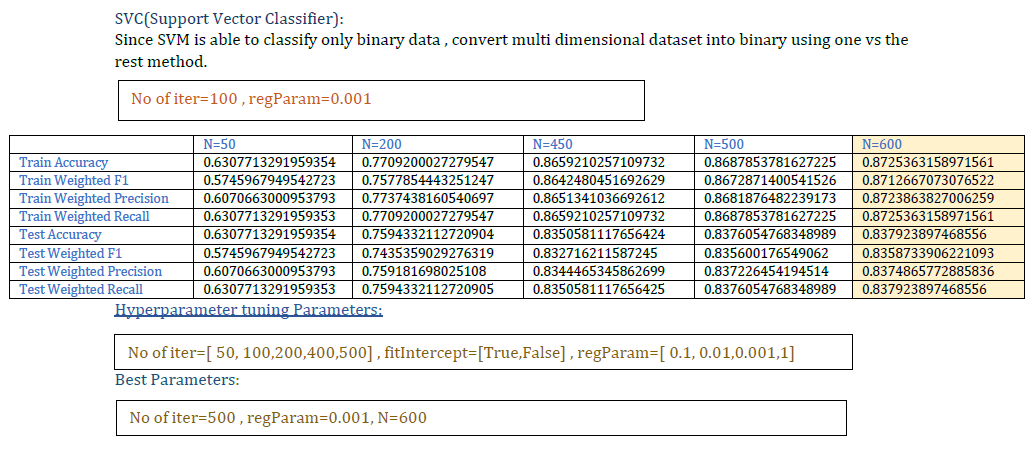 SVC(Support Vector Classifier):
Since SVM is able to classify only binary data , convert multi dimensional dataset into binary using one vs the
rest method.
No of iter=100 , regParam=0.001
N=50 N=200 N=450 N=500 N=600
Train Accuracy 0.6307713291959354 0.7709200027279547 0.8659210257109732 0.8687853781627225 0.8725363158971561
Train Weighted F1 0.5745967949542723 0.7577854443251247 0.8642480451692629 0.8672871400541526 0.8712667073076522
Train Weighted Precision 0.6070663000953793 0.7737438160540697 0.8651341036692612 0.8681876482239173 0.8723863827006259
Train Weighted Recall 0.6307713291959353 0.7709200027279547 0.8659210257109732 0.8687853781627225 0.8725363158971561
Test Accuracy 0.6307713291959354 0.7594332112720904 0.8350581117656424 0.8376054768348989 0.837923897468556
Test Weighted F1 0.5745967949542723 0.7435359029276319 0.832716211587245 0.835600176549062 0.8358733906221093
Test Weighted Precision 0.6070663000953793 0.759181698025108 0.8344465345862699 0.837226454194514 0.8374865772885836
Test Weighted Recall 0.6307713291959353 0.7594332112720905 0.8350581117656425 0.8376054768348989 0.837923897468556
Hyperparameter tuning Parameters:
No of iter=[ 50, 100,200,400,500] , fitIntercept=[True,False] , regParam=[ 0.1, 0.01,0.001,1]
Best Parameters:
No of iter=500 , regParam=0.001, N=600